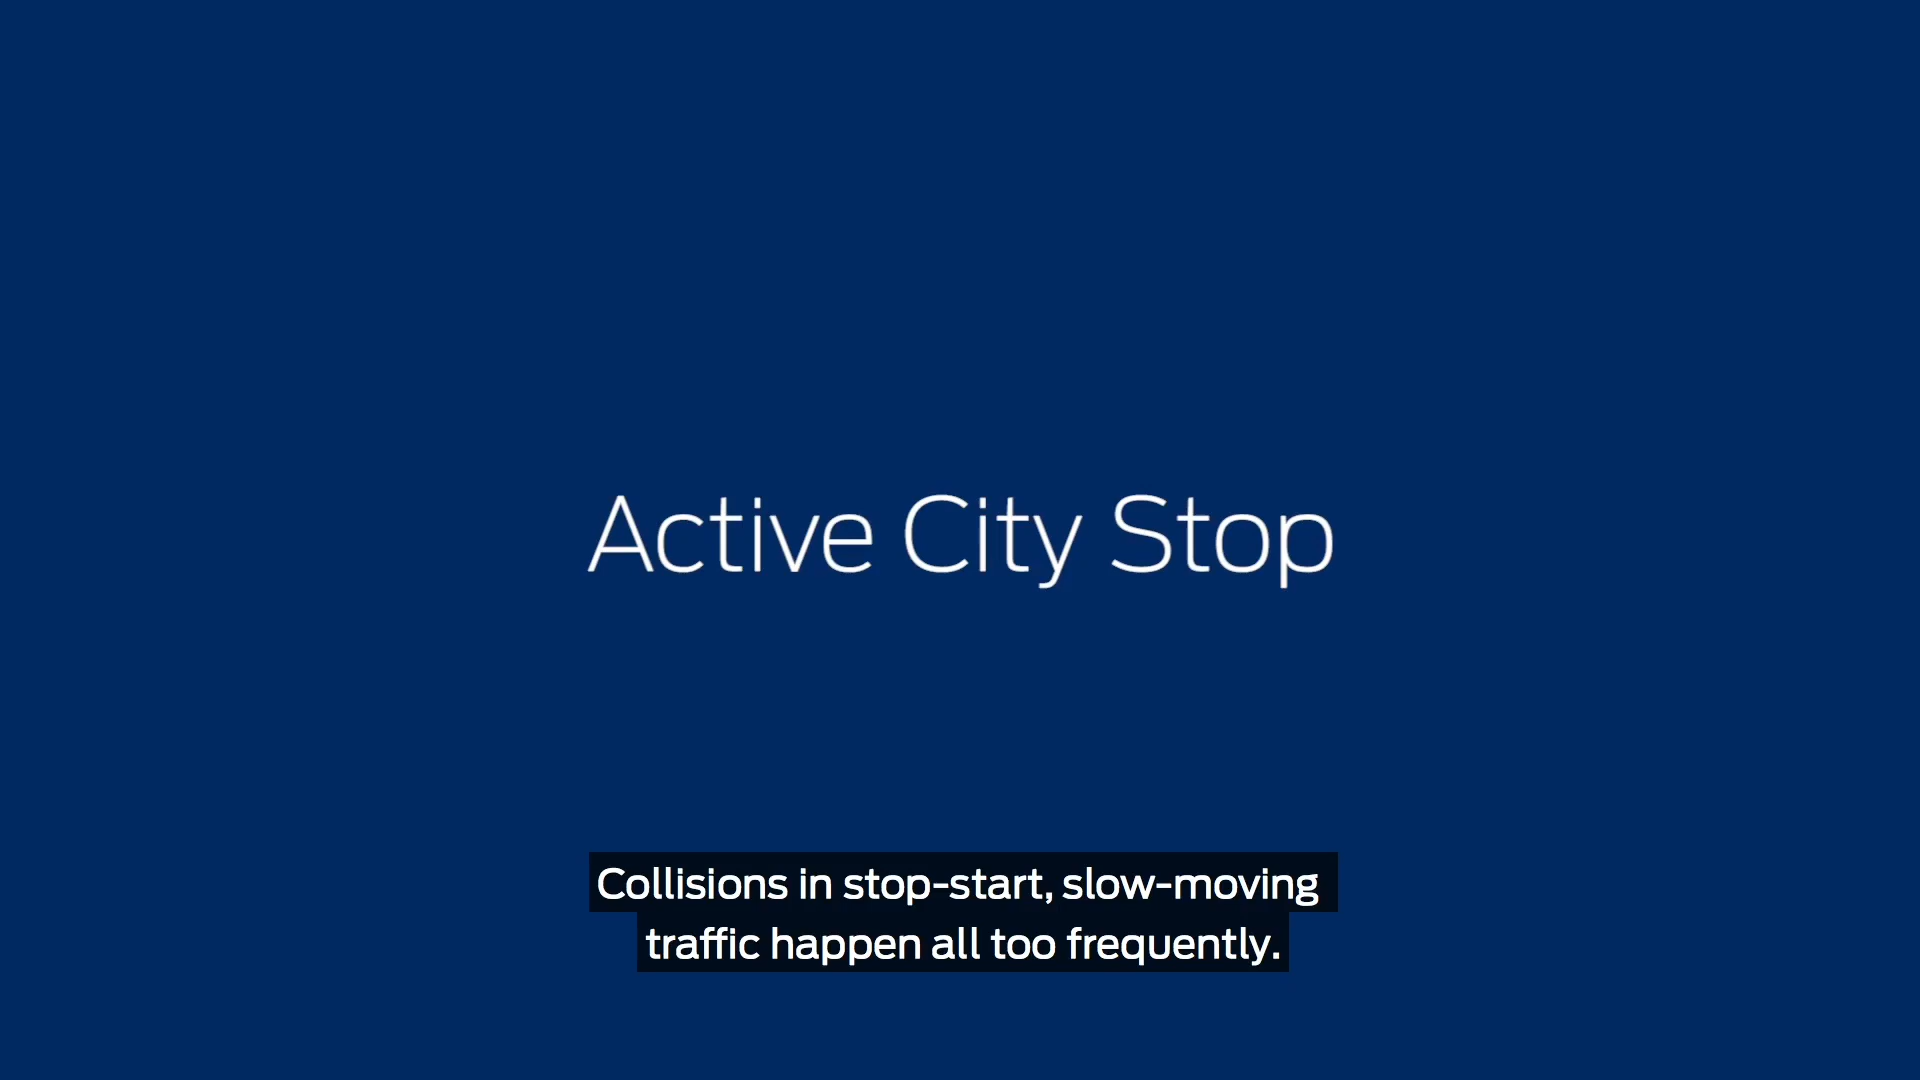 Active City Stop
Collisions in stop-start, slow-moving
traffic happen all too frequently.